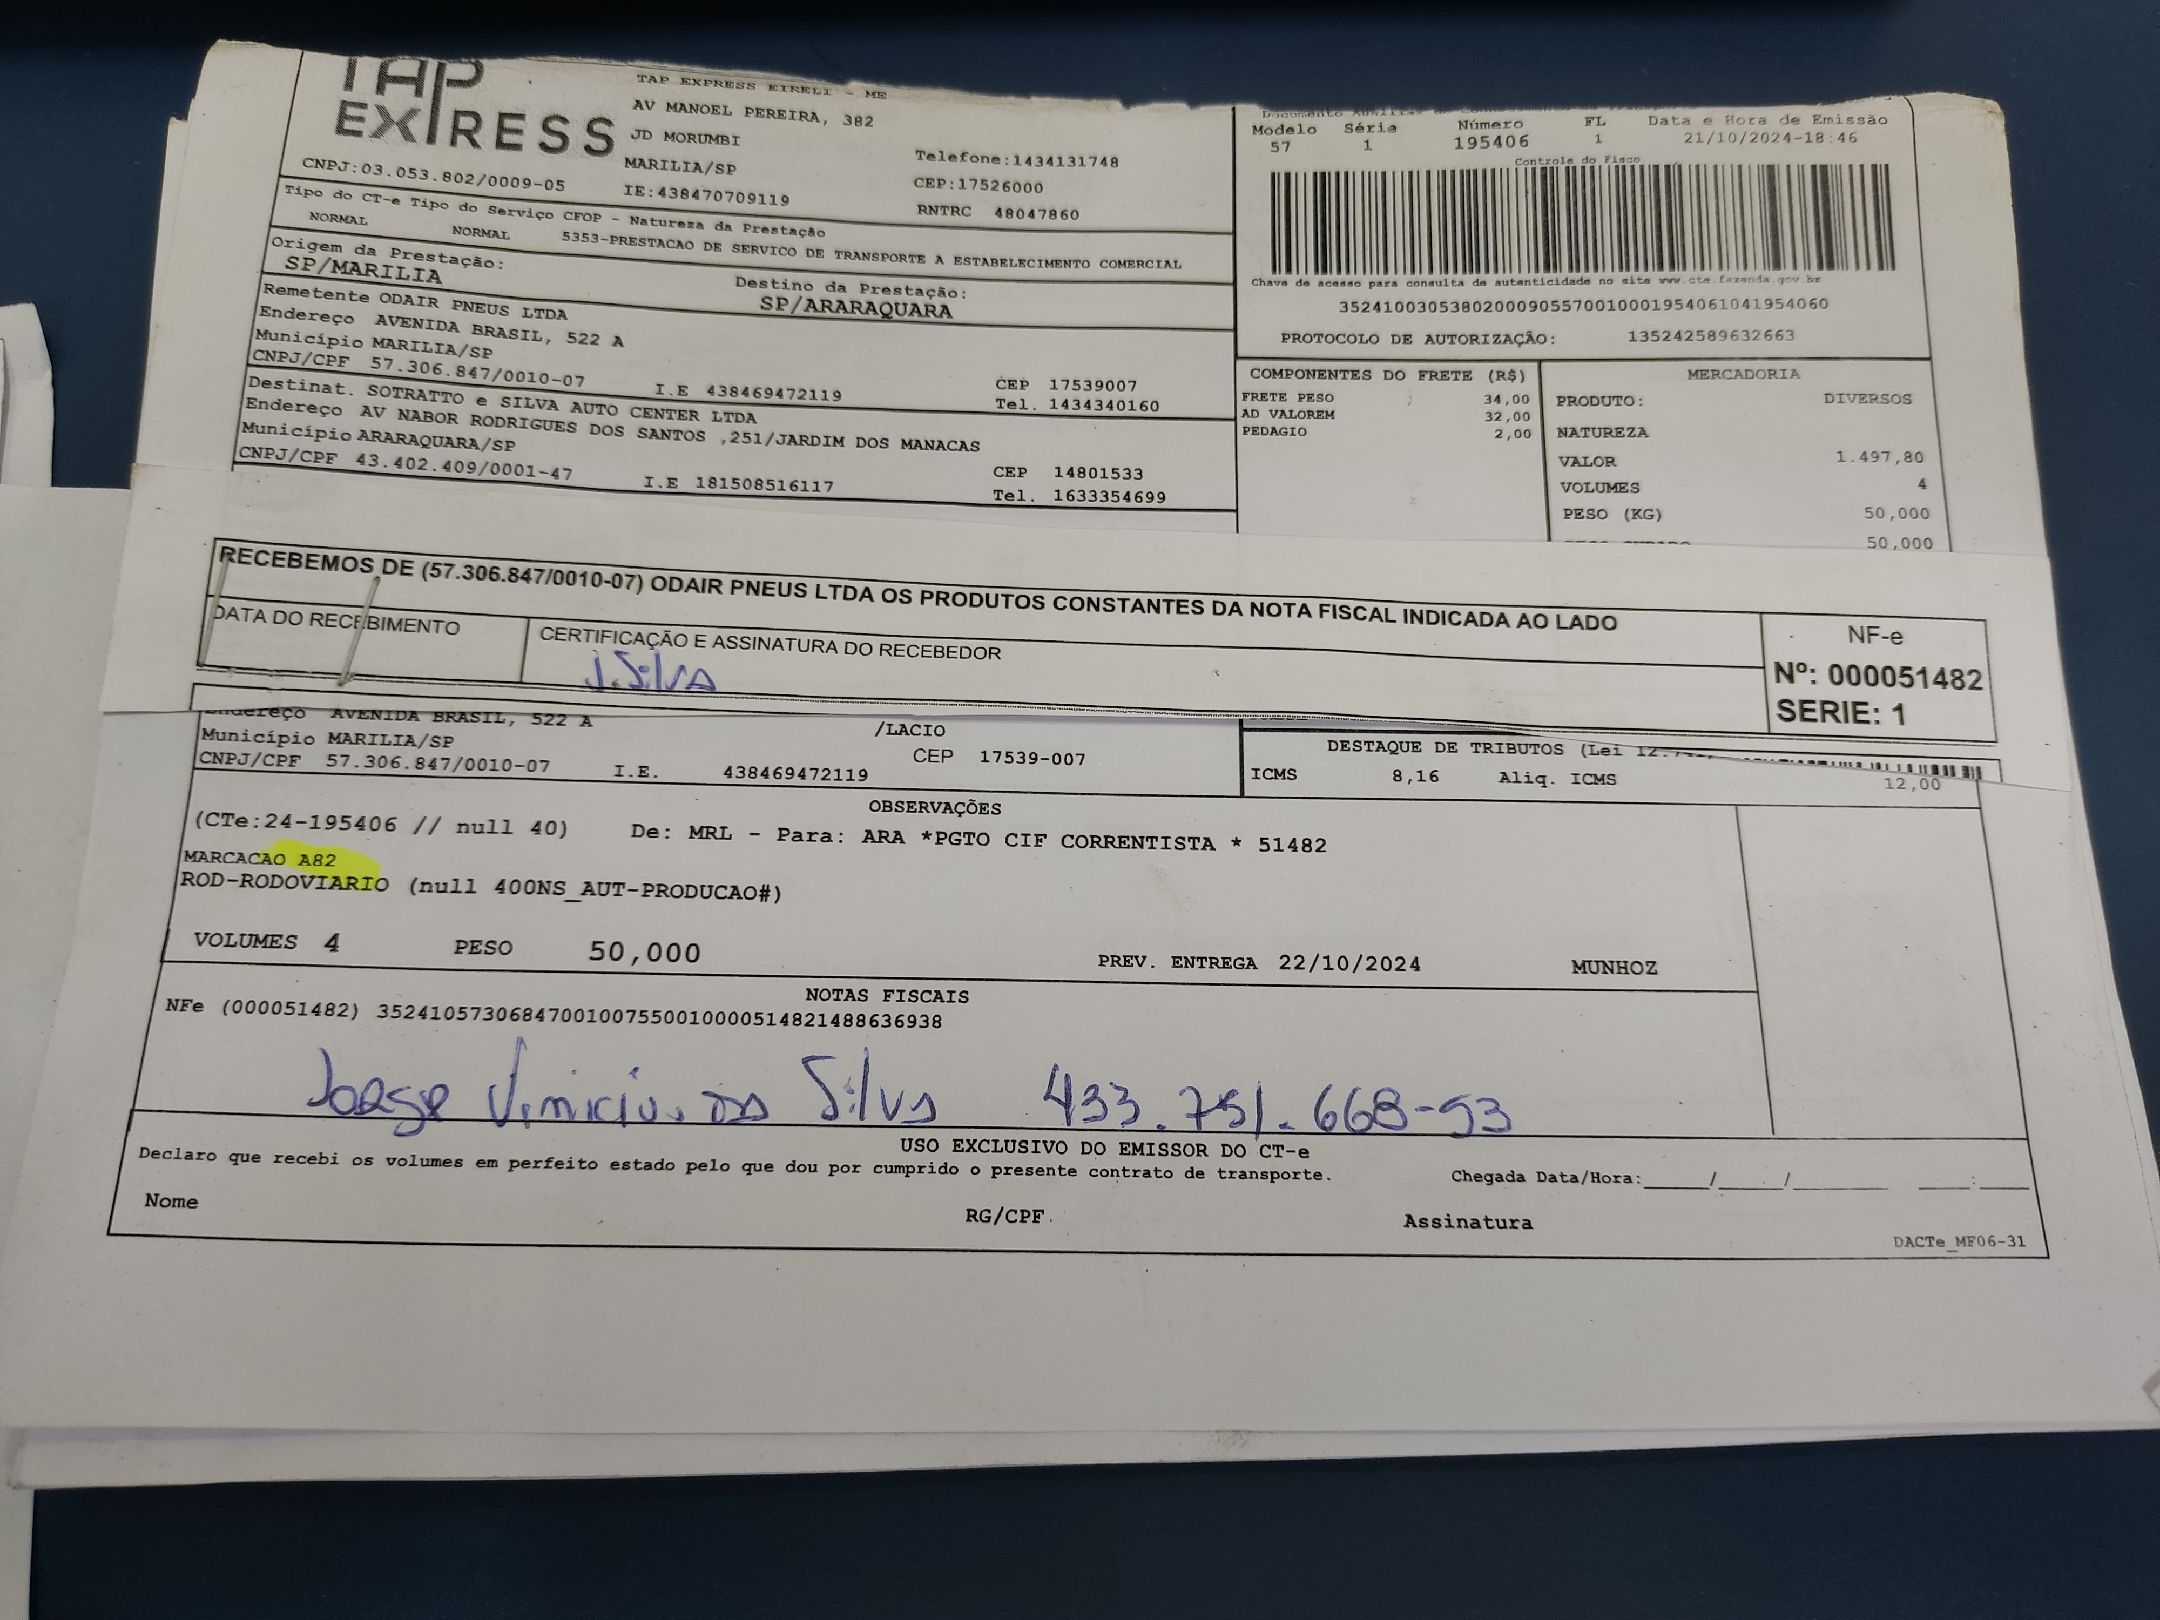 TAP
EXPRESS
TAP EXPRESS EIRELI - ME
AV MANOEL PEREIRA, 382
JD MORUMBI
MARILIA/SP
Telefone:1434131748
CNPJ:03.053.802/0009-05
IE:438470709119
CEP:17526000
RNTRC 48047860
Modelo Série Número FL Data e Hora de Emissão
57 1 195406 1 21/10/2024-18:46
Controle do Fisco
Tipo do CT-e Tipo do Serviço CFOP - Natureza da Prestação
NORMAL NORMAL 5353-PRESTACAO DE SERVICO DE TRANSPORTE A ESTABELECIMENTO COMERCIAL
Origem da Prestação: Destino da Prestação:
SP/MARILIA SP/ARARAQUARA
Chave de acesso para consulta de autenticidade no site www.cte.fazenda.gov.br
35241003053802000905570010001954061041954060
PROTOCOLO DE AUTORIZAÇÃO: 135242589632663
Remetente ODAIR PNEUS LTDA
Endereço AVENIDA BRASIL, 522 A
Município MARILIA/SP CEP 17539007
CNPJ/CPF 57.306.847/0010-07 I.E 438469472119 Tel. 1434340160
Destinat. SOTRATTO e SILVA AUTO CENTER LTDA
Endereço AV NABOR RODRIGUES DOS SANTOS ,251/JARDIM DOS MANACAS
Município ARARAQUARA/SP CEP 14801533
CNPJ/CPF 43.402.409/0001-47 I.E 181508516117 Tel. 1633354699
COMPONENTES DO FRETE (R$)
FRETE PESO 34,00
AD VALOREM 32,00
PEDAGIO 2,00
MERCADORIA
PRODUTO: DIVERSOS
NATUREZA
VALOR 1.497,80
VOLUMES 4
PESO (KG) 50,000
50,000
RECEBEMOS DE (57.306.847/0010-07) ODAIR PNEUS LTDA OS PRODUTOS CONSTANTES DA NOTA FISCAL INDICADA AO LADO
DATA DO RECEBIMENTO CERTIFICAÇÃO E ASSINATURA DO RECEBEDOR
J.Silva
NF-e
Nº: 000051482
SERIE: 1
Endereço AVENIDA BRASIL, 522 A /LACIO
Município MARILIA/SP CEP 17539-007
CNPJ/CPF 57.306.847/0010-07 I.E. 438469472119
DESTAQUE DE TRIBUTOS (Lei
ICMS 8,16 Aliq. ICMS 12,00
OBSERVAÇÕES
(CTe:24-195406 // null 40) De: MRL - Para: ARA *PGTO CIF CORRENTISTA * 51482
MARCACAO A82
ROD-RODOVIARIO (null 400NS_AUT-PRODUCAO#)
VOLUMES 4 PESO 50,000 PREV. ENTREGA 22/10/2024 MUNHOZ
NOTAS FISCAIS
NFe (000051482) 35241057306847001007550010000514821488636938
Jorge Vinicius da Silva 433.751.668-93
USO EXCLUSIVO DO EMISSOR DO CT-e
Declaro que recebi os volumes em perfeito estado pelo que dou por cumprido o presente contrato de transporte. Chegada Data/Hora:_____/_____/_______ ____:____
Nome RG/CPF. Assinatura
DACTe_MF06-31